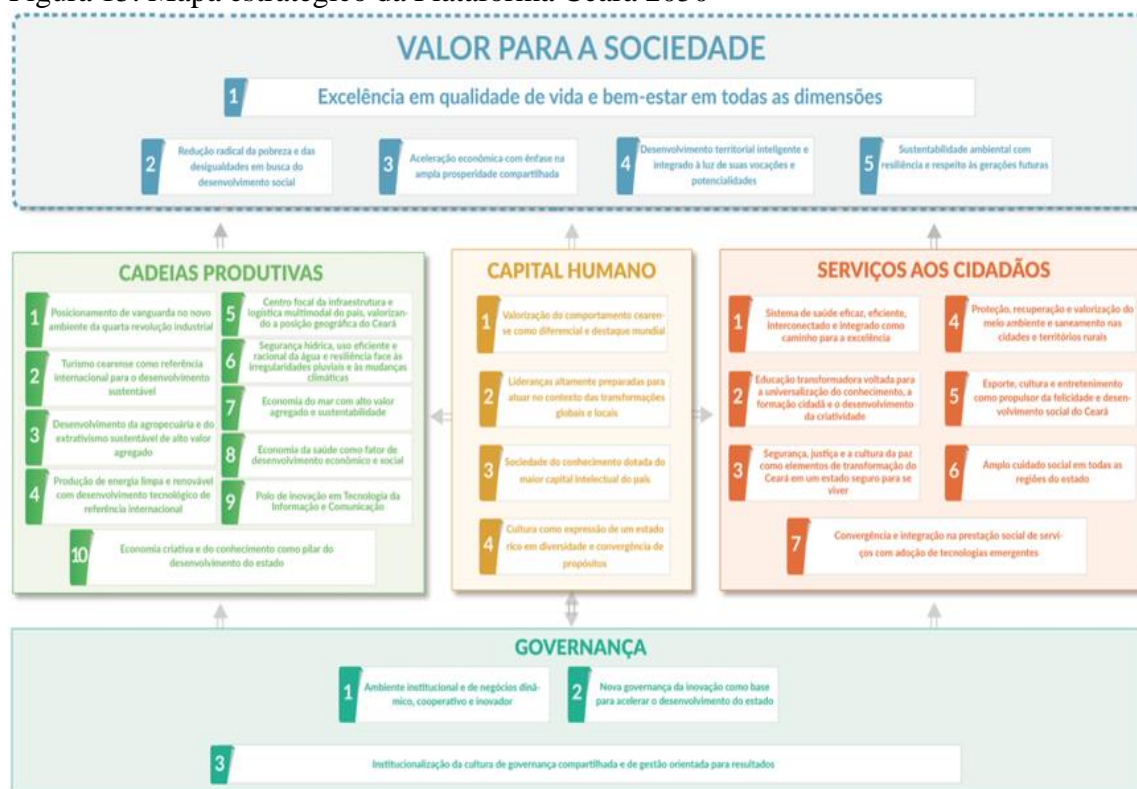 Figura 15: Mapa estratégico da Plataforma Ceará 2050
VALOR PARA A SOCIEDADE
1
Excelência em qualidade de vida e bem-estar em todas as dimensões
2
Redução radical da pobreza e das
desigualdades em busca do
desenvolvimento social
3
Aceleração econômica com ênfase na
ampla prosperidade compartilhada
4
Desenvolvimento territorial inteligente e
integrado à luz de suas vocações e
potencialidades
5
Sustentabilidade ambiental com
resiliência e respeito às gerações futuras
CADEIAS PRODUTIVAS
1
Posicionamento de vanguarda no novo
ambiente da quarta revolução industrial
2
Turismo cearense como referência
internacional para o desenvolvimento
sustentável
3
Desenvolvimento da agropecuária e do
extrativismo sustentável de alto valor
agregado
4
Produção de energia limpa e renovável
com desenvolvimento tecnológico de
referência internacional
5
Centro focal da infraestrutura e
logística multimodal do país, valorizan-
do a posição geográfica do Ceará
6
Segurança hídrica, uso eficiente e
racional da água e resiliência face às
irregularidades pluviais e às mudanças
climáticas
7
Economia do mar com alto valor
agregado e sustentabilidade
8
Economia da saúde como fator de
desenvolvimento econômico e social
9
Polo de inovação em Tecnologia da
Informação e Comunicação
10
Economia criativa e do conhecimento como pilar do
desenvolvimento do estado
CAPITAL HUMANO
1
Valorização do comportamento cearen-
se como diferencial e destaque mundial
2
Lideranças altamente preparadas para
atuar no contexto das transformações
globais e locais
3
Sociedade do conhecimento dotada do
maior capital intelectual do país
4
Cultura como expressão de um estado
rico em diversidade e convergência de
propósitos
SERVIÇOS AOS CIDADÃOS
1
Sistema de saúde eficaz, eficiente,
interconectado e integrado como
caminho para a excelência
2
Educação transformadora voltada para
a universalização do conhecimento, a
formação cidadã e o desenvolvimento
da criatividade
3
Segurança, justiça e a cultura da paz
como elementos de transformação do
Ceará em um estado seguro para se
viver
4
Proteção, recuperação e valorização do
meio ambiente e saneamento nas
cidades e territórios rurais
5
Esporte, cultura e entretenimento
como propulsor da felicidade e desen-
volvimento social do Ceará
6
Amplo cuidado social em todas as
regiões do estado
7
Convergência e integração na prestação social de servi-
ços com adoção de tecnologias emergentes
GOVERNANÇA
1
Ambiente institucional e de negócios dinâ-
mico, cooperativo e inovador
2
Nova governança da inovação como base
para acelerar o desenvolvimento do estado
3
Institucionalização da cultura de governança compartilhada e de gestão orientada para resultados